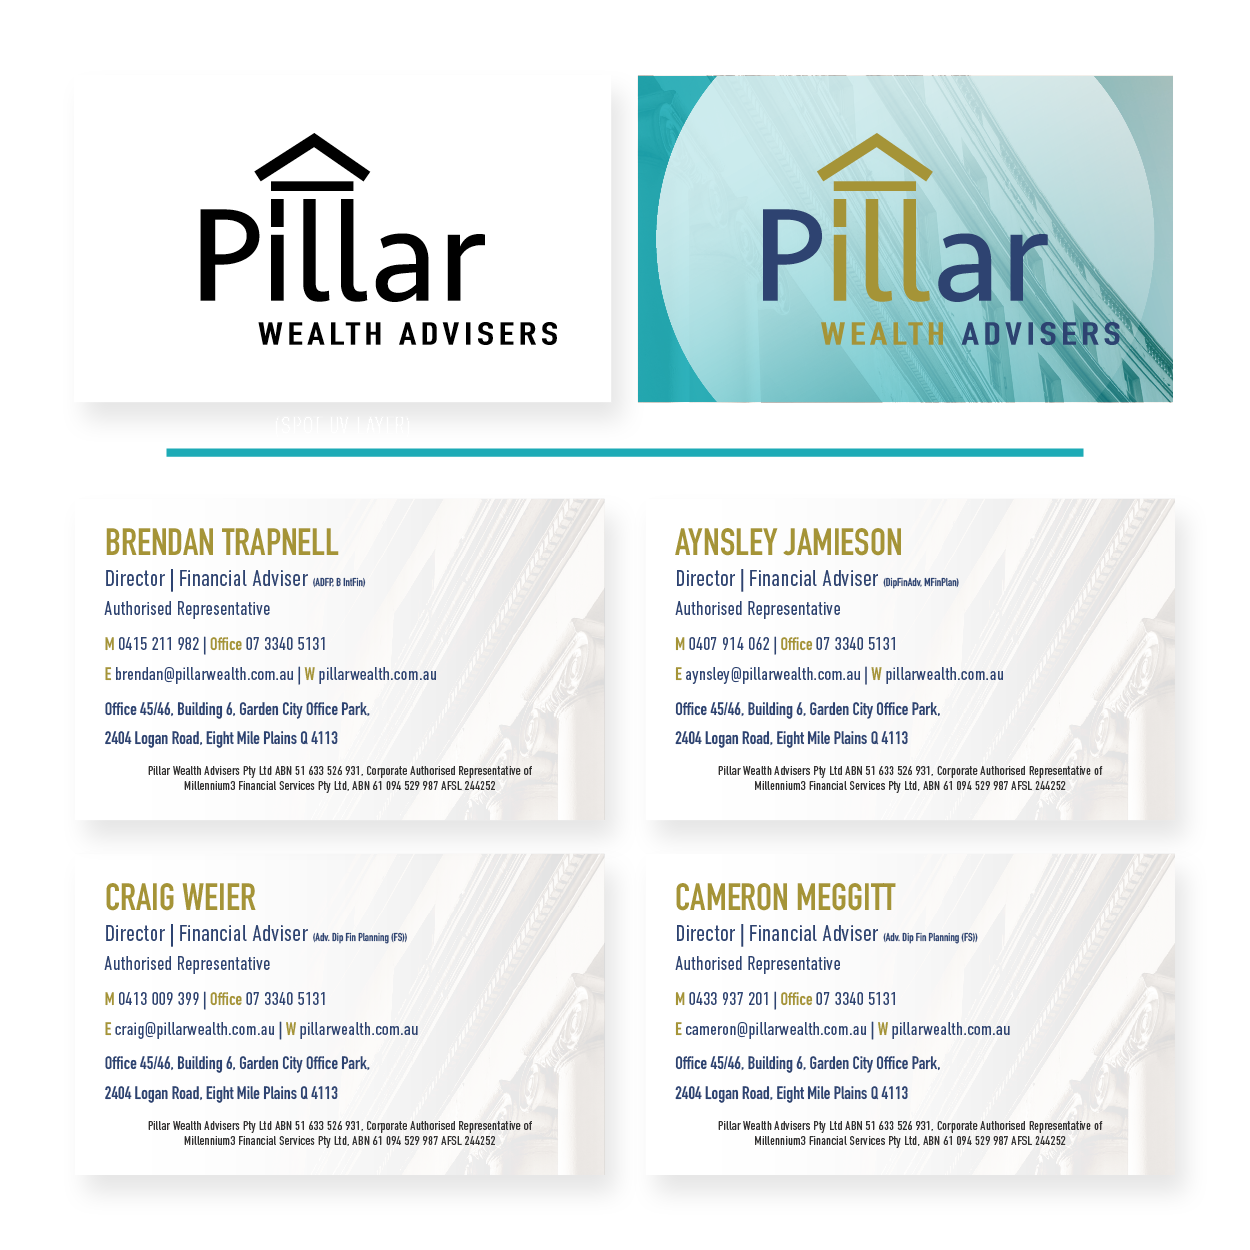 Pillar
WEALTH ADVISERS
Pillar
WEALTH ADVISERS
(SPOT UV LAYER)
BRENDAN TRAPNELL
Director | Financial Adviser (ADFP, B IntFin)
Authorised Representative
M 0415 211 982 | Office 07 3340 5131
E brendan@pillarwealth.com.au | W pillarwealth.com.au
Office 45/46, Building 6, Garden City Office Park,
2404 Logan Road, Eight Mile Plains Q 4113
Pillar Wealth Advisers Pty Ltd ABN 51 633 526 931, Corporate Authorised Representative of
Millennium3 Financial Services Pty Ltd, ABN 61 094 529 987 AFSL 244252
AYNSLEY JAMIESON
Director | Financial Adviser (DipFinAdv, MFinPlan)
Authorised Representative
M 0407 914 062 | Office 07 3340 5131
E aynsley@pillarwealth.com.au | W pillarwealth.com.au
Office 45/46, Building 6, Garden City Office Park,
2404 Logan Road, Eight Mile Plains Q 4113
Pillar Wealth Advisers Pty Ltd ABN 51 633 526 931, Corporate Authorised Representative of
Millennium3 Financial Services Pty Ltd, ABN 61 094 529 987 AFSL 244252
CRAIG WEIER
Director | Financial Adviser (Adv. Dip Fin Planning (FS))
Authorised Representative
M 0413 009 399 | Office 07 3340 5131
E craig@pillarwealth.com.au | W pillarwealth.com.au
Office 45/46, Building 6, Garden City Office Park,
2404 Logan Road, Eight Mile Plains Q 4113
Pillar Wealth Advisers Pty Ltd ABN 51 633 526 931, Corporate Authorised Representative of
Millennium3 Financial Services Pty Ltd, ABN 61 094 529 987 AFSL 244252
CAMERON MEGGITT
Director | Financial Adviser (Adv. Dip Fin Planning (FS))
Authorised Representative
M 0433 937 201 | Office 07 3340 5131
E cameron@pillarwealth.com.au | W pillarwealth.com.au
Office 45/46, Building 6, Garden City Office Park,
2404 Logan Road, Eight Mile Plains Q 4113
Pillar Wealth Advisers Pty Ltd ABN 51 633 526 931, Corporate Authorised Representative of
Millennium3 Financial Services Pty Ltd, ABN 61 094 529 987 AFSL 244252